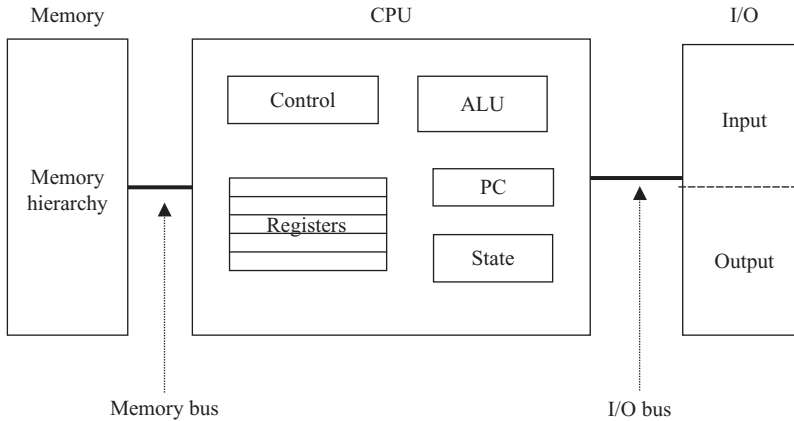 Memory
CPU
I/O
Control
ALU
Input
Memory
hierarchy
PC
Registers
State
Output
Memory bus
I/O bus